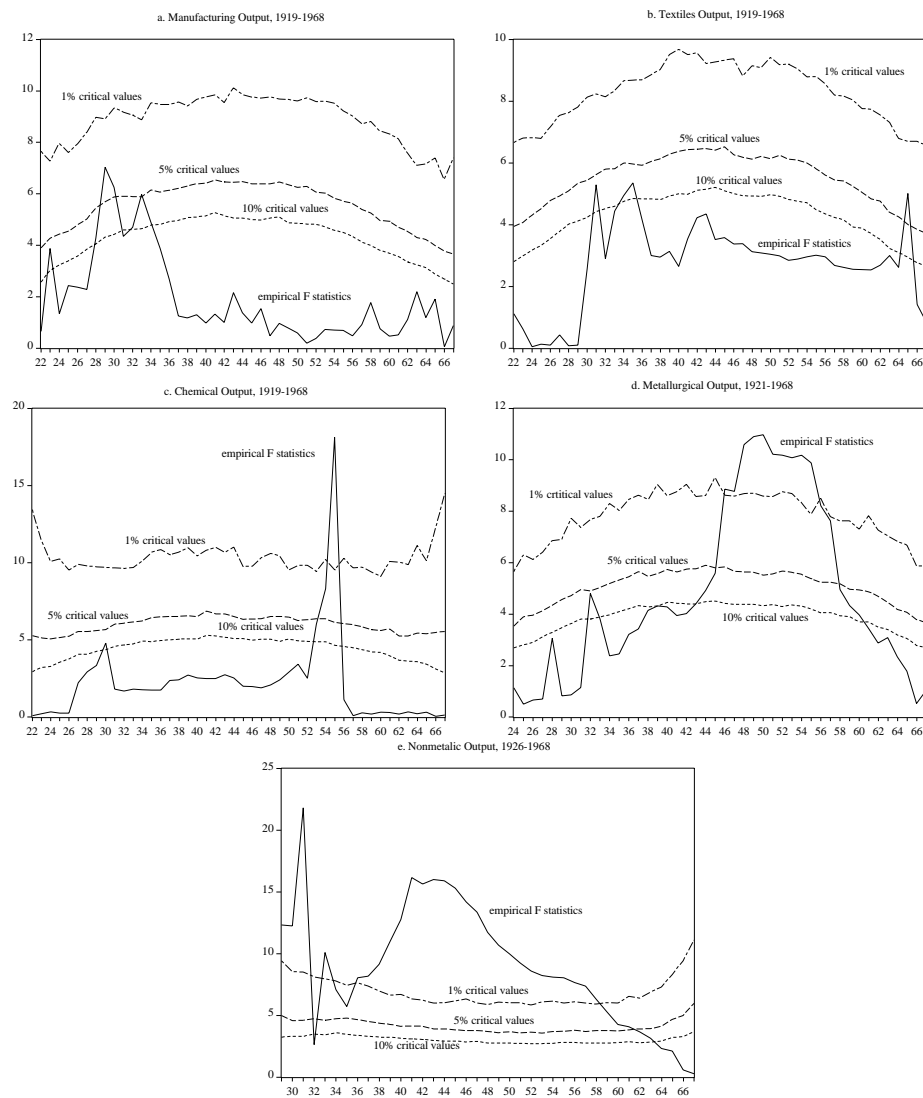 a. Manufacturing Output, 1919-1968
12
10
8
6
4
2
0
1% critical values
5% critical values
10% critical values
empirical F statistics
22 24 26 28 30 32 34 36 38 40 42 44 46 48 50 52 54 56 58 60 62 64 66
b. Textiles Output, 1919-1968
10
8
6
4
2
0
1% critical values
5% critical values
10% critical values
empirical F statistics
22 24 26 28 30 32 34 36 38 40 42 44 46 48 50 52 54 56 58 60 62 64 66
c. Chemical Output, 1919-1968
20
15
10
5
0
empirical F statistics
1% critical values
5% critical values
10% critical values
22 24 26 28 30 32 34 36 38 40 42 44 46 48 50 52 54 56 58 60 62 64 66
d. Metallurgical Output, 1921-1968
12
10
8
6
4
2
0
empirical F statistics
1% crtitical values
5% critical values
10% critical values
24 26 28 30 32 34 36 38 40 42 44 46 48 50 52 54 56 58 60 62 64 66
e. Nonmetalic Output, 1926-1968
25
20
15
10
5
0
empirical F statistics
1% critical values
5% critical values
10% critical values
30 32 34 36 38 40 42 44 46 48 50 52 54 56 58 60 62 64 66